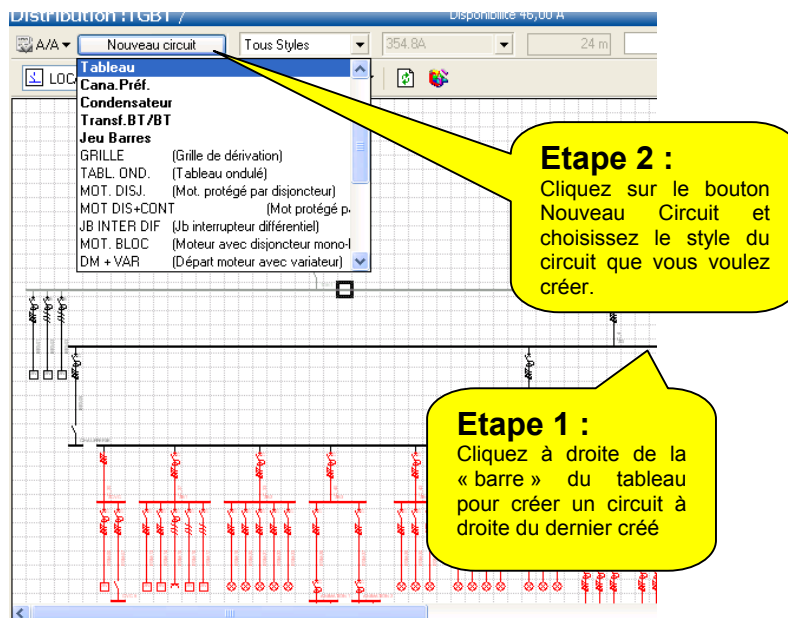 Distribution :TGBT /
Disponibilité 46,00 A
A/A
Nouveau circuit
Tous Styles
354.8A
24 m
Tableau
Cana.Préf.
Condensateur
Transf.BT/BT
Jeu Barres
GRILLE (Grille de dérivation)
TABL. OND. (Tableau ondulé)
MOT. DISJ. (Mot. protégé par disjoncteur)
MOT DIS+CONT (Mot protégé p
JB INTER DIF (Jb interrupteur différentiel)
MOT. BLOC (Moteur avec disjoncteur mono-
DM + VAR (Départ moteur avec variateur)
LOC
Etape 2 :
Cliquez sur le bouton
Nouveau Circuit et
choisissez le style du
circuit que vous voulez
créer.
Etape 1 :
Cliquez à droite de la
« barre » du tableau
pour créer un circuit à
droite du dernier créé